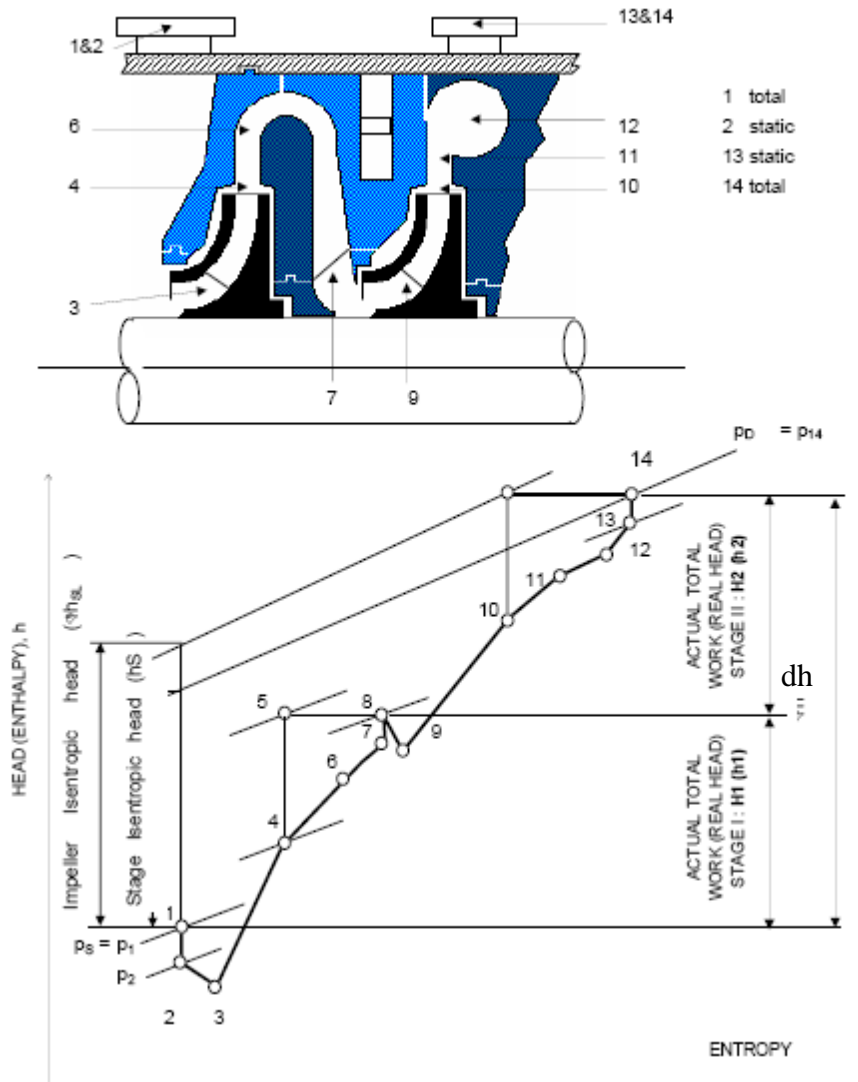 1&2
13&14
6
4
3
7
9
12
11
10
1 total
2 static
13 static
14 total
HEAD (ENTHALPY), h
Impeller Isentropic head
Stage Isentropic head (hS)
pD = p14
14
13
12
11
10
5
8
7
9
6
4
1
pS = p1
p2
2
3
ACTUAL TOTAL
WORK (REAL HEAD)
STAGE II : H2 (h2)
dh
ACTUAL TOTAL
WORK (REAL HEAD)
STAGE I : H1 (h1)
ENTROPY